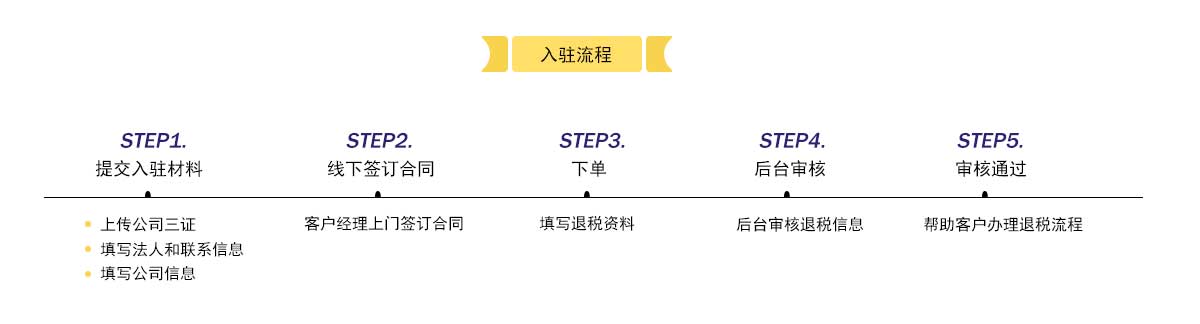 入驻流程
STEP1.
提交入驻材料
上传公司三证
填写法人和联系信息
填写公司信息
STEP2.
线下签订合同
客户经理上门签订合同
STEP3.
下单
填写退税资料
STEP4.
后台审核
后台审核退税信息
STEP5.
审核通过
帮助客户办理退税流程